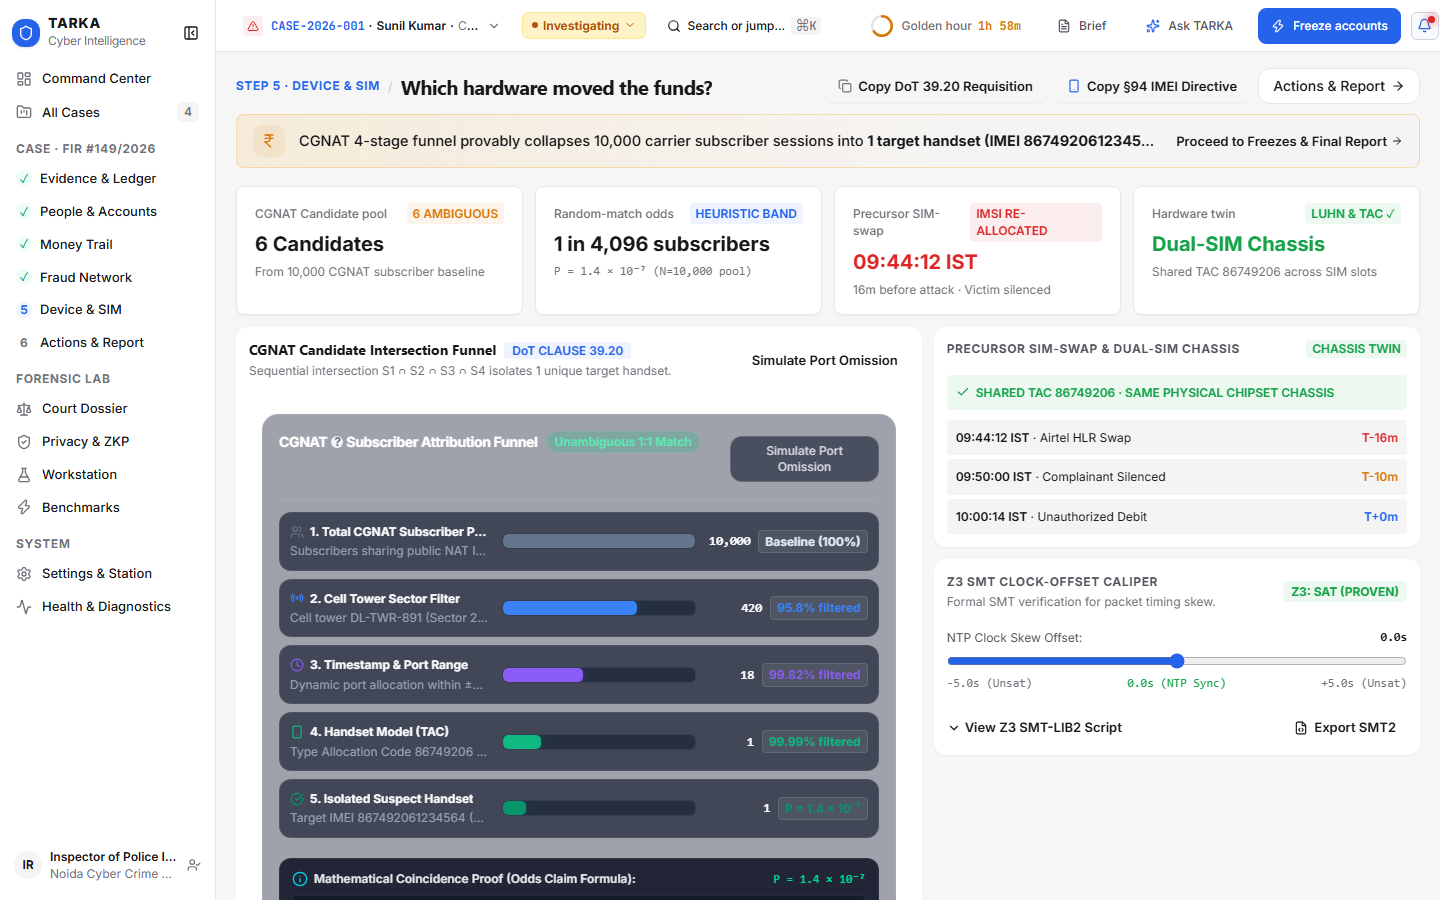 TARKA
Cyber Intelligence
CASE-2026-001 · Sunil Kumar · C...
Investigating
Search or jump... ⌘K
Golden hour 1h 58m
Brief
Ask TARKA
Freeze accounts
Command Center
All Cases 4
CASE · FIR #149/2026
✓ Evidence & Ledger
✓ People & Accounts
✓ Money Trail
✓ Fraud Network
5 Device & SIM
6 Actions & Report
FORENSIC LAB
Court Dossier
Privacy & ZKP
Workstation
Benchmarks
SYSTEM
Settings & Station
Health & Diagnostics
IR
Inspector of Police I...
Noida Cyber Crime ...
STEP 5 · DEVICE & SIM / Which hardware moved the funds?
Copy DoT 39.20 Requisition
Copy §94 IMEI Directive
Actions & Report →
₹ CGNAT 4-stage funnel provably collapses 10,000 carrier subscriber sessions into 1 target handset (IMEI 8674920612345...
Proceed to Freezes & Final Report →
CGNAT Candidate pool 6 AMBIGUOUS
6 Candidates
From 10,000 CGNAT subscriber baseline
Random-match odds HEURISTIC BAND
1 in 4,096 subscribers
P = 1.4 × 10⁻⁷ (N=10,000 pool)
Precursor SIM-swap
IMSI RE-ALLOCATED
09:44:12 IST
16m before attack · Victim silenced
Hardware twin LUHN & TAC ✓
Dual-SIM Chassis
Shared TAC 86749206 across SIM slots
CGNAT Candidate Intersection Funnel DoT CLAUSE 39.20
Sequential intersection S1 ∩ S2 ∩ S3 ∩ S4 isolates 1 unique target handset.
Simulate Port Omission
CGNAT ? Subscriber Attribution Funnel Unambiguous 1:1 Match
Simulate Port
Omission
1. Total CGNAT Subscriber P...
Subscribers sharing public NAT I...
10,000 Baseline (100%)
2. Cell Tower Sector Filter
Cell tower DL-TWR-891 (Sector 2...
420 95.8% filtered
3. Timestamp & Port Range
Dynamic port allocation within ±...
18 99.82% filtered
4. Handset Model (TAC)
Type Allocation Code 86749206 ...
1 99.99% filtered
5. Isolated Suspect Handset
Target IMEI 867492061234564 (...
1 P = 1.4 × 10⁻⁷
Mathematical Coincidence Proof (Odds Claim Formula): P = 1.4 × 10⁻⁷
PRECURSOR SIM-SWAP & DUAL-SIM CHASSIS CHASSIS TWIN
✓ SHARED TAC 86749206 · SAME PHYSICAL CHIPSET CHASSIS
09:44:12 IST · Airtel HLR Swap T-16m
09:50:00 IST · Complainant Silenced T-10m
10:00:14 IST · Unauthorized Debit T+0m
Z3 SMT CLOCK-OFFSET CALIPER
Formal SMT verification for packet timing skew.
Z3: SAT (PROVEN)
NTP Clock Skew Offset: 0.0s
-5.0s (Unsat) 0.0s (NTP Sync) +5.0s (Unsat)
View Z3 SMT-LIB2 Script
Export SMT2